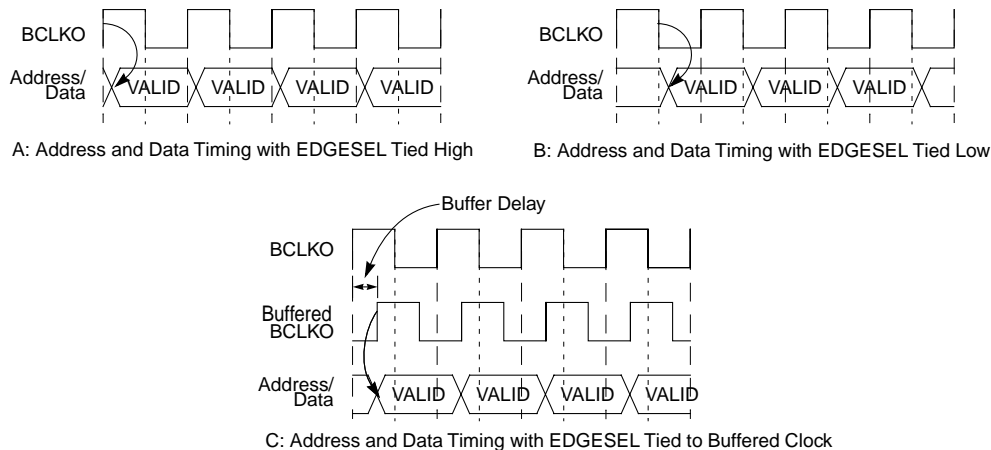 BCLKO
Address/
Data
VALID VALID VALID VALID
A: Address and Data Timing with EDGESEL Tied High
BCLKO
Address/
Data
VALID VALID VALID
B: Address and Data Timing with EDGESEL Tied Low
Buffer Delay
BCLKO
Buffered
BCLKO
Address/
Data
VALID VALID VALID VALID
C: Address and Data Timing with EDGESEL Tied to Buffered Clock